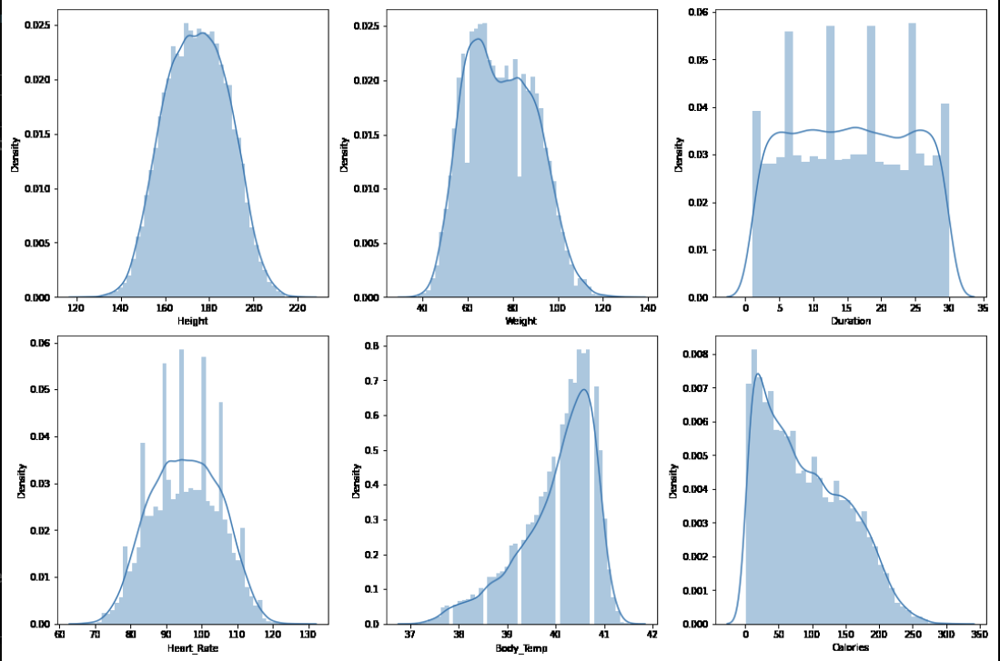 0.025
0.020
0.015
0.010
0.005
0.000
Density
120 140 160 180 200 220
Height
0.025
0.020
0.015
0.010
0.005
0.000
Density
40 60 80 100 120 140
Weight
0.06
0.05
0.04
0.03
0.02
0.01
0.00
Density
0 5 10 15 20 25 30 35
Duration
0.06
0.05
0.04
0.03
0.02
0.01
0.00
Density
60 70 80 90 100 110 120 130
Heart_Rate
0.8
0.7
0.6
0.5
0.4
0.3
0.2
0.1
0.0
Density
37 38 39 40 41 42
Body_Temp
0.008
0.007
0.006
0.005
0.004
0.003
0.002
0.001
0.000
Density
0 50 100 150 200 250 300 350
Calories